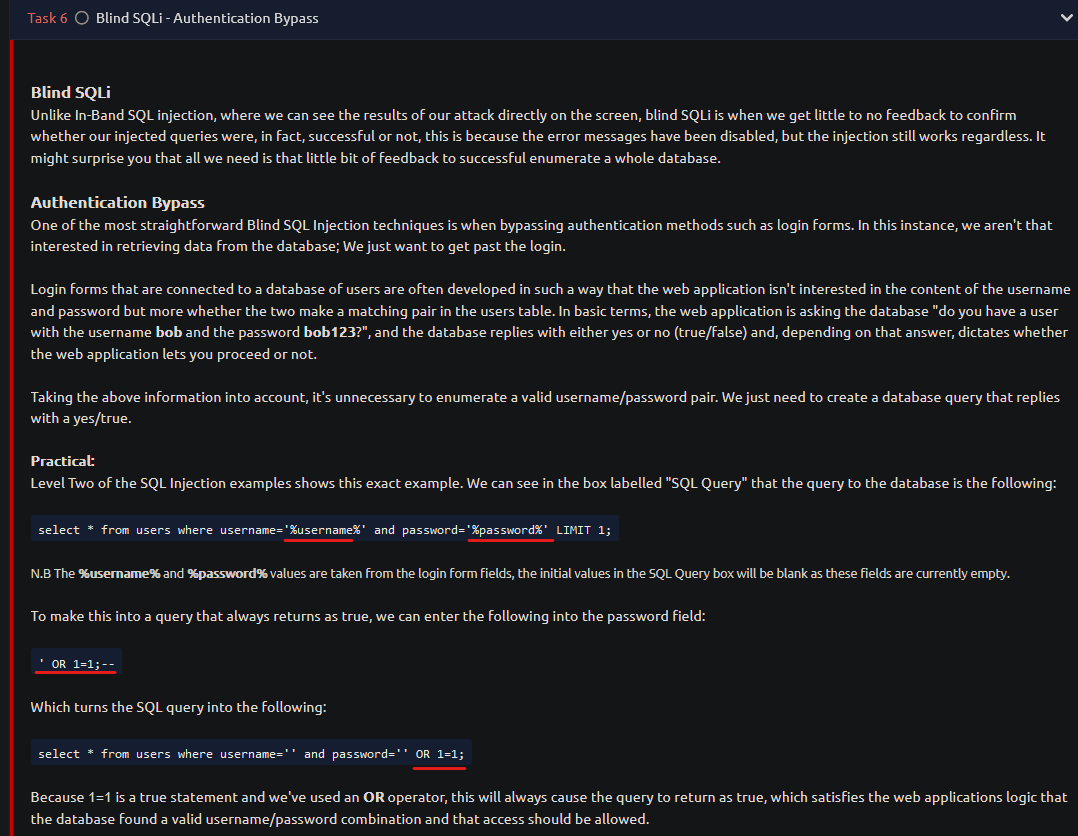 Task 6 Blind SQLi - Authentication Bypass
Blind SQLi
Unlike In-Band SQL injection, where we can see the results of our attack directly on the screen, blind SQLi is when we get little to no feedback to confirm
whether our injected queries were, in fact, successful or not, this is because the error messages have been disabled, but the injection still works regardless. It
might surprise you that all we need is that little bit of feedback to successful enumerate a whole database.
Authentication Bypass
One of the most straightforward Blind SQL Injection techniques is when bypassing authentication methods such as login forms. In this instance, we aren't that
interested in retrieving data from the database; We just want to get past the login.
Login forms that are connected to a database of users are often developed in such a way that the web application isn't interested in the content of the username
and password but more whether the two make a matching pair in the users table. In basic terms, the web application is asking the database "do you have a user
with the username bob and the password bob123?", and the database replies with either yes or no (true/false) and, depending on that answer, dictates whether
the web application lets you proceed or not.
Taking the above information into account, it's unnecessary to enumerate a valid username/password pair. We just need to create a database query that replies
with a yes/true.
Practical:
Level Two of the SQL Injection examples shows this exact example. We can see in the box labelled "SQL Query" that the query to the database is the following:
select * from users where username='%username%' and password='%password%' LIMIT 1;
N.B The %username% and %password% values are taken from the login form fields, the initial values in the SQL Query box will be blank as these fields are currently empty.
To make this into a query that always returns as true, we can enter the following into the password field:
' OR 1=1;--
Which turns the SQL query into the following:
select * from users where username='' and password='' OR 1=1;
Because 1=1 is a true statement and we've used an OR operator, this will always cause the query to return as true, which satisfies the web applications logic that
the database found a valid username/password combination and that access should be allowed.